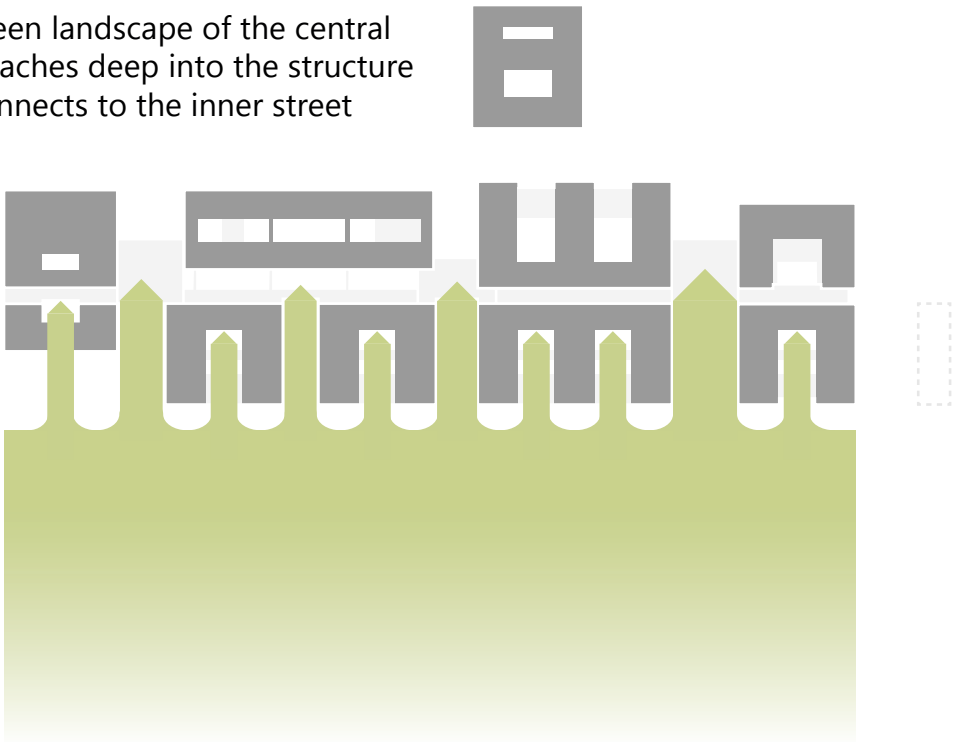 een landscape of the central
aches deep into the structure
nnects to the inner street